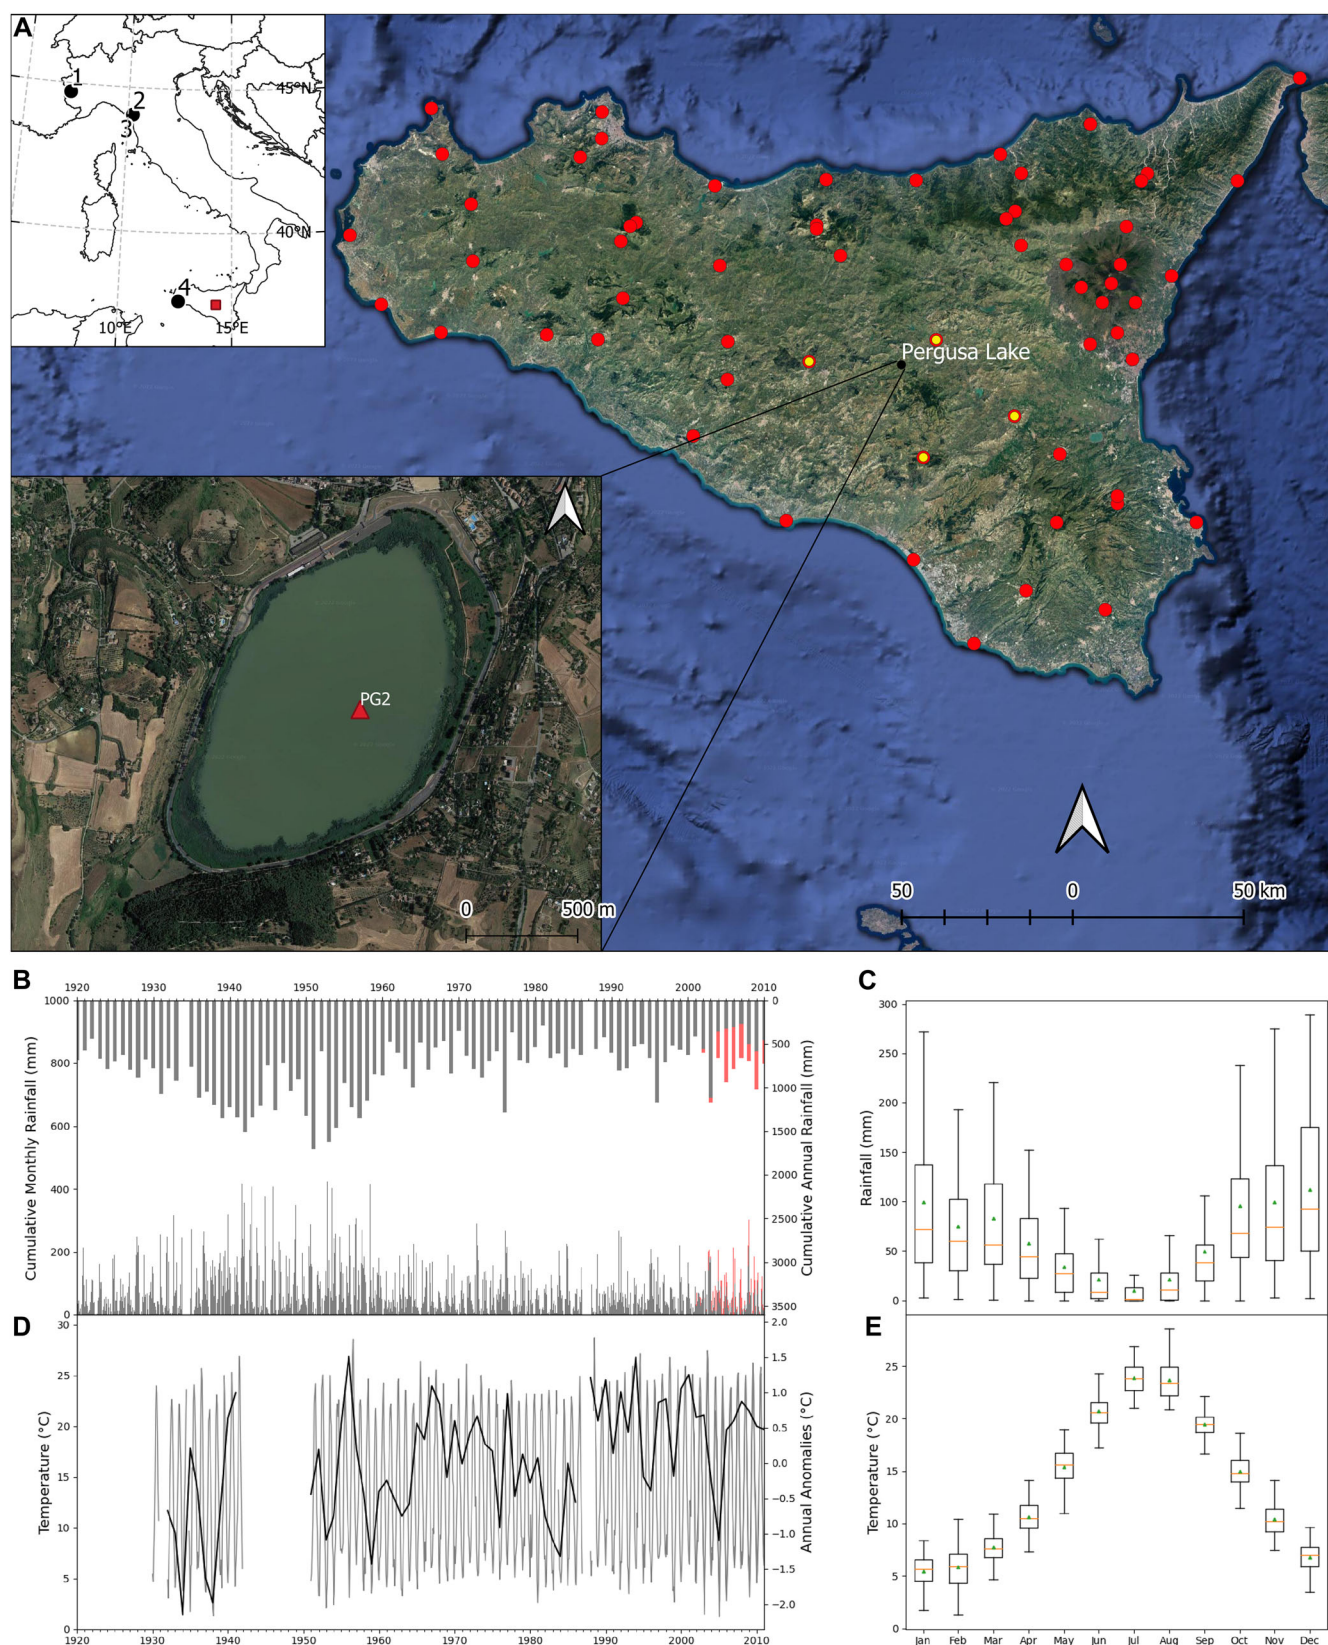 A
1
2
3
4
45°N
40°N
10°E
15°E
Pergusa Lake
PG2
0 500 m
50 0 50 km
B
1920 1930 1940 1950 1960 1970 1980 1990 2000 2010
1000
800
600
400
200
0
Cumulative Monthly Rainfall (mm)
0
500
1000
1500
2000
2500
3000
3500
Cumulative Annual Rainfall (mm)
C
300
250
200
150
100
50
0
Rainfall (mm)
D
30
25
20
15
10
5
0
Temperature (°C)
2.0
1.5
1.0
0.5
0.0
−0.5
−1.0
−1.5
−2.0
Annual Anomalies (°C)
1920 1930 1940 1950 1960 1970 1980 1990 2000 2010
E
25
20
15
10
5
0
Temperature (°C)
Jan Feb Mar Apr May Jun Jul Aug Sep Oct Nov Dec